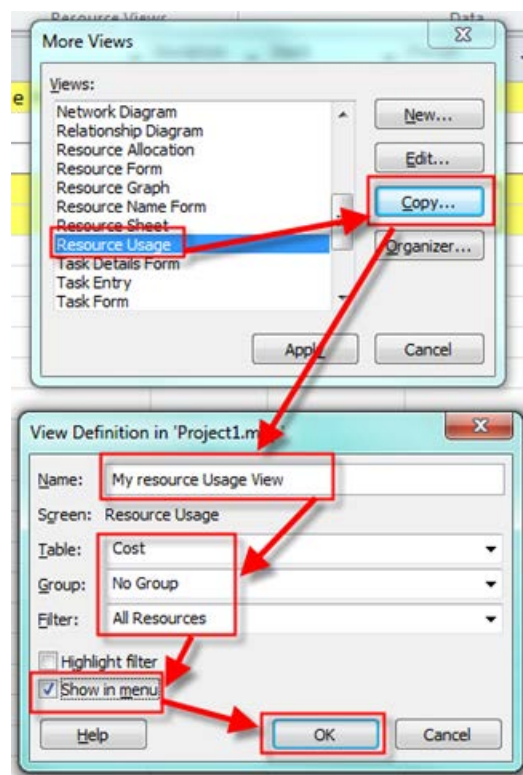 Resource Views Data
More Views
Views:
Network Diagram
Relationship Diagram
Resource Allocation
Resource Form
Resource Graph
Resource Name Form
Resource Sheet
Resource Usage
Task Details Form
Task Entry
Task Form
New...
Edit...
Copy...
Organizer...
Cancel
View Definition in 'Project1.m
Name: My resource Usage View
Screen: Resource Usage
Table: Cost
Group: No Group
Filter: All Resources
Highlight filter
Show in menu
Help OK Cancel